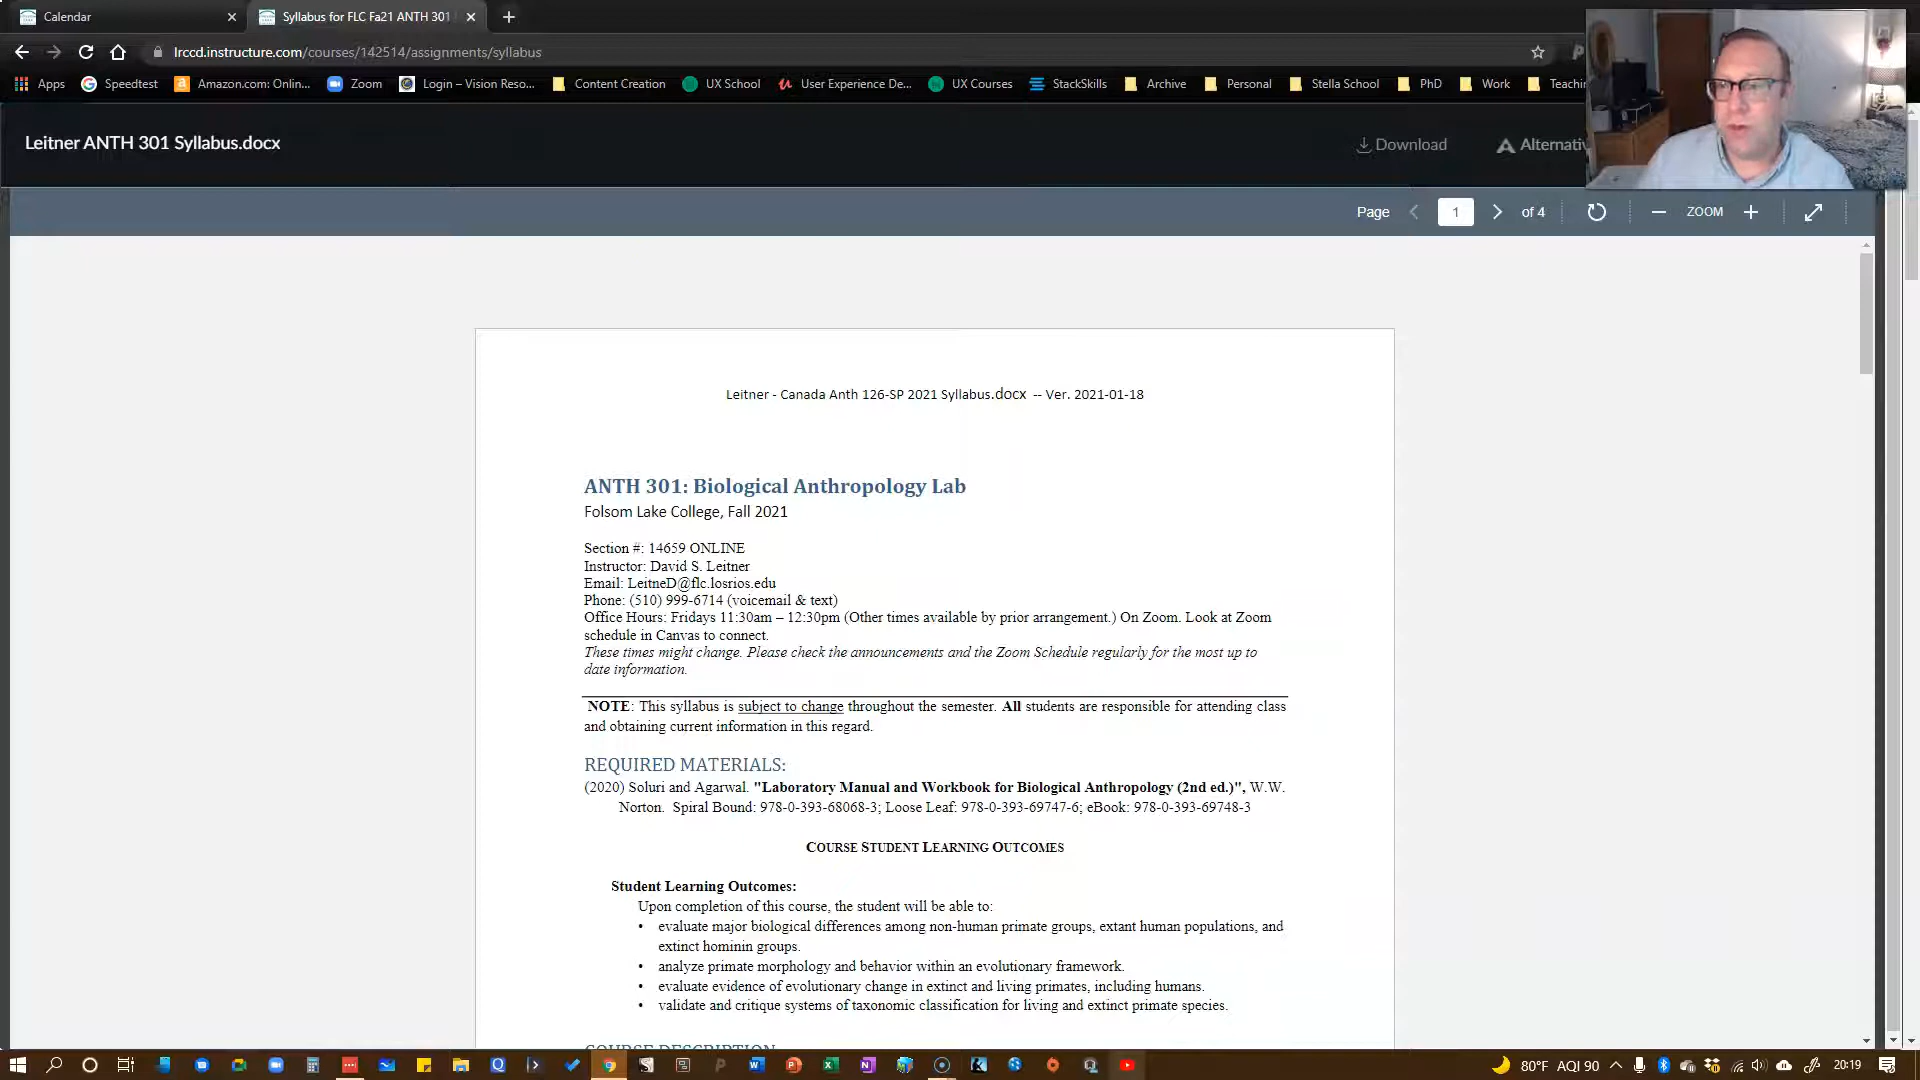 Calendar
Syllabus for FLC Fa21 ANTH 301
lrccd.instructure.com/courses/142514/assignments/syllabus
Apps
Speedtest
Amazon.com: Onlin...
Zoom
Login – Vision Reso...
Content Creation
UX School
User Experience De...
UX Courses
StackSkills
Archive
Personal
Stella School
PhD
Work
Teachin
Leitner ANTH 301 Syllabus.docx
Download
Alternativ
Page 1 of 4
ZOOM
Leitner - Canada Anth 126-SP 2021 Syllabus.docx -- Ver. 2021-01-18
ANTH 301: Biological Anthropology Lab
Folsom Lake College, Fall 2021
Section #: 14659 ONLINE
Instructor: David S. Leitner
Email: LeitneD@flc.losrios.edu
Phone: (510) 999-6714 (voicemail & text)
Office Hours: Fridays 11:30am – 12:30pm (Other times available by prior arrangement.) On Zoom. Look at Zoom
schedule in Canvas to connect.
These times might change. Please check the announcements and the Zoom Schedule regularly for the most up to
date information.
NOTE: This syllabus is subject to change throughout the semester. All students are responsible for attending class
and obtaining current information in this regard.
REQUIRED MATERIALS:
(2020) Soluri and Agarwal. "Laboratory Manual and Workbook for Biological Anthropology (2nd ed.)", W.W.
Norton. Spiral Bound: 978-0-393-68068-3; Loose Leaf: 978-0-393-69747-6; eBook: 978-0-393-69748-3
COURSE STUDENT LEARNING OUTCOMES
Student Learning Outcomes:
Upon completion of this course, the student will be able to:
• evaluate major biological differences among non-human primate groups, extant human populations, and
extinct hominin groups.
• analyze primate morphology and behavior within an evolutionary framework.
• evaluate evidence of evolutionary change in extinct and living primates, including humans.
• validate and critique systems of taxonomic classification for living and extinct primate species.
COURSE DESCRIPTION
80°F AQI 90
20:19